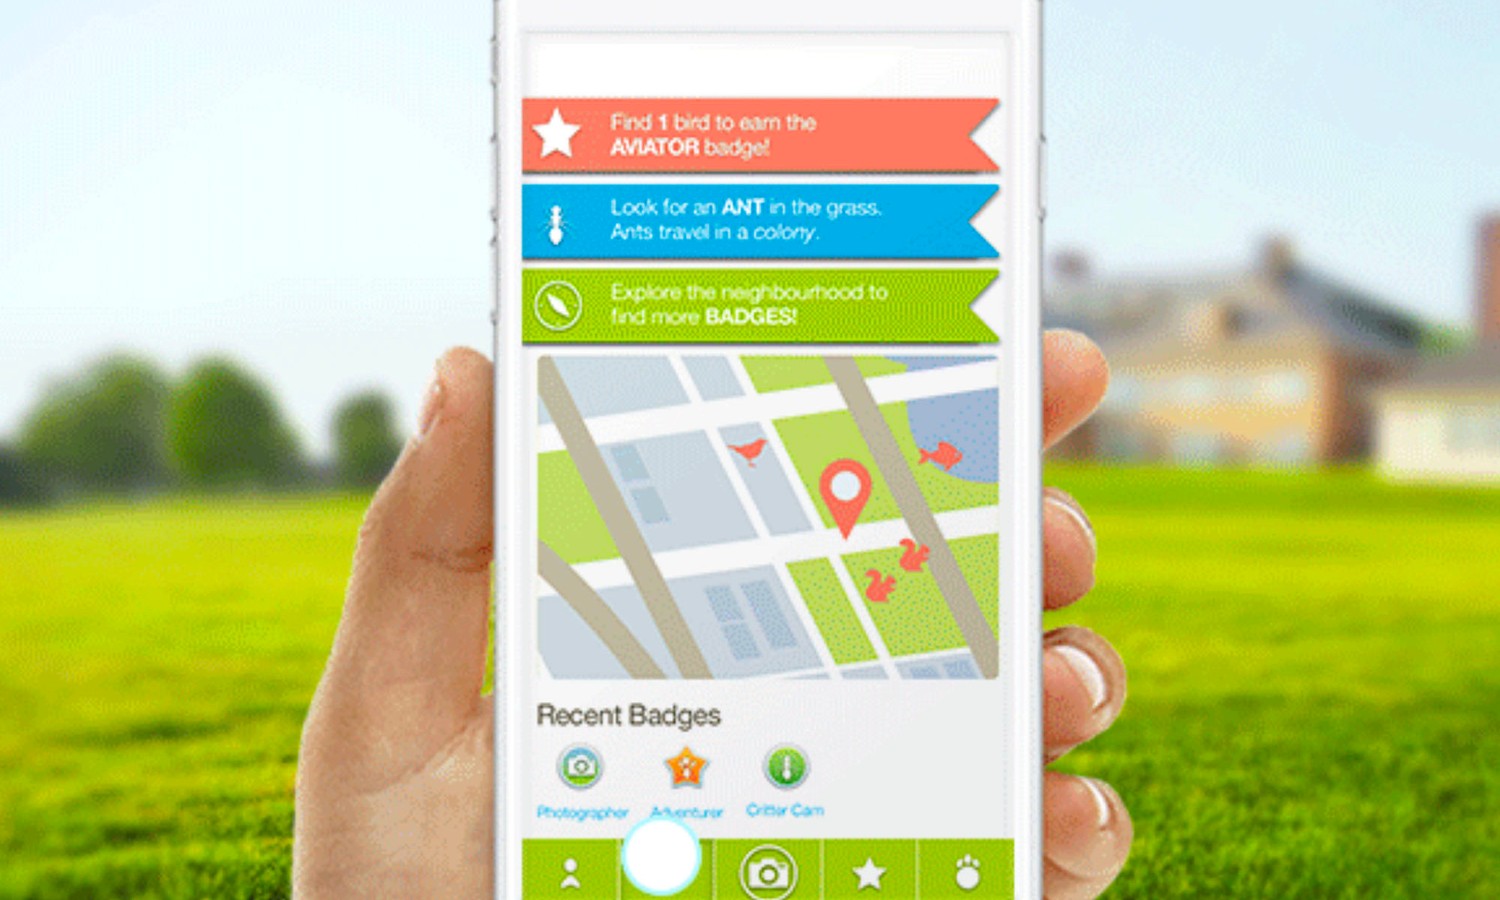 Find 1 bird to earn the
AVIATOR badge!
Look for an ANT in the grass.
Ants travel in a colony.
Explore the neighbourhood to
find more BADGES!
Recent Badges
Photographer Adventurer Critter Cam